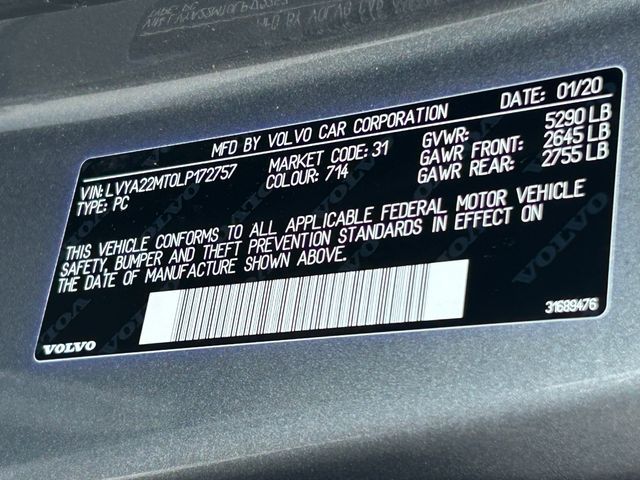 MFD BY VOLVO CAR CORPORATION DATE: 01/20
VIN: LVYA22MT0LP172757 MARKET CODE: 31 GVWR: 5290 LB
TYPE: PC COLOUR: 714 GAWR FRONT: 2645 LB
GAWR REAR: 2755 LB
THIS VEHICLE CONFORMS TO ALL APPLICABLE FEDERAL MOTOR VEHICLE
SAFETY, BUMPER AND THEFT PREVENTION STANDARDS IN EFFECT ON
THE DATE OF MANUFACTURE SHOWN ABOVE.
31689476
VOLVO